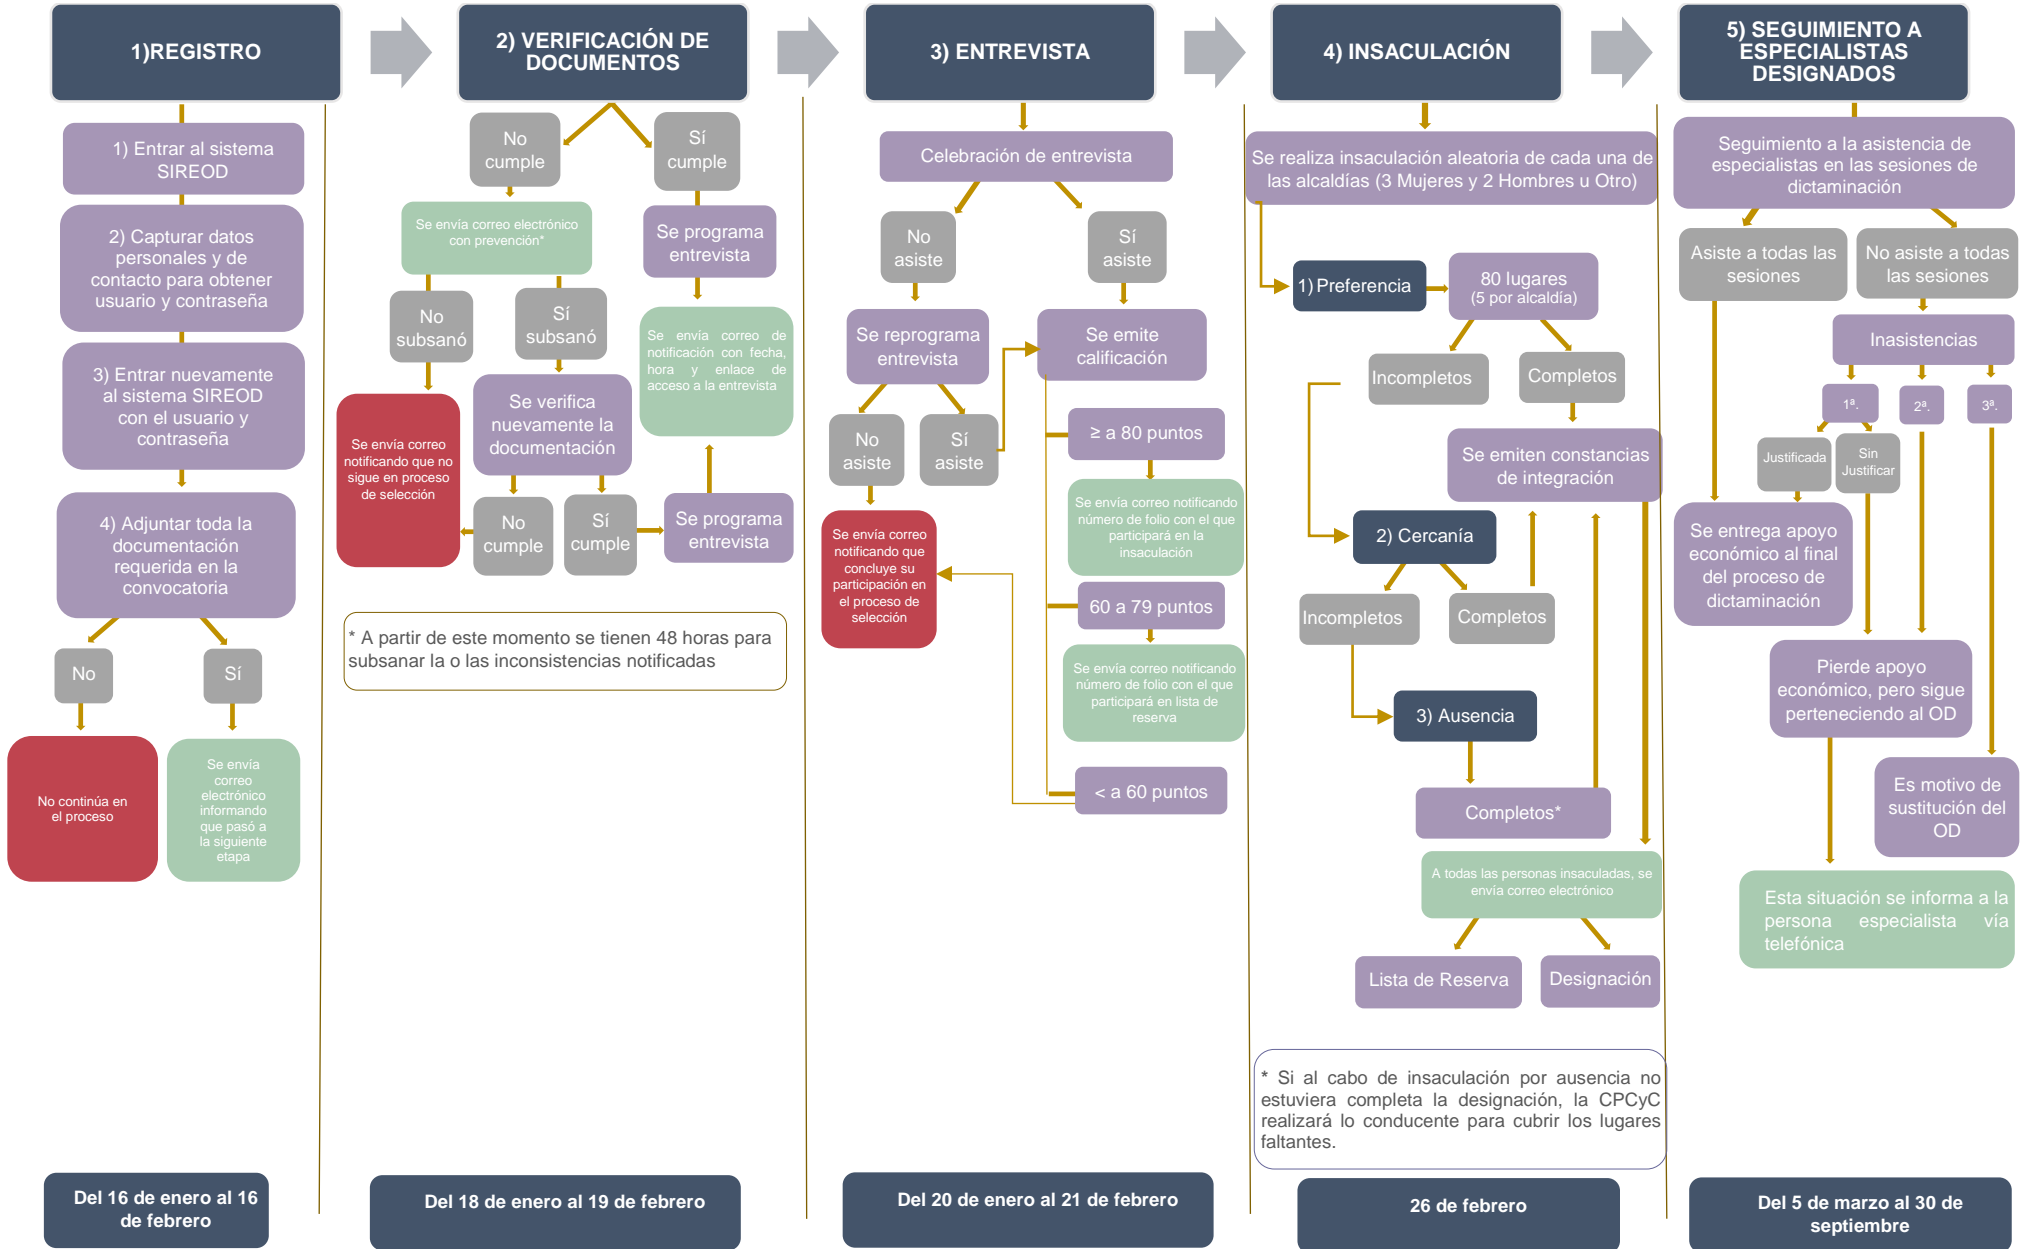 1)REGISTRO
2) VERIFICACIÓN DE
DOCUMENTOS
3) ENTREVISTA
4) INSACULACIÓN
5) SEGUIMIENTO A
ESPECIALISTAS
DESIGNADOS
1) Entrar al sistema
SIREOD
2) Capturar datos
personales y de
contacto para obtener
usuario y contraseña
3) Entrar nuevamente
al sistema SIREOD
con el usuario y
contraseña
4) Adjuntar toda la
documentación
requerida en la
convocatoria
No
Sí
No continúa en
el proceso
Se envía
correo
electrónico
informando
que pasó a
la siguiente
etapa
Del 16 de enero al 16
de febrero
No
cumple
Sí
cumple
Se envía correo electrónico
con prevención*
Se programa
entrevista
No
subsanó
Sí
subsanó
Se envía correo de
notificación con fecha,
hora y enlace de
acceso a la entrevista
Se verifica
nuevamente la
documentación
Se envía correo
notificando que no
sigue en proceso
de selección
No
cumple
Sí
cumple
Se programa
entrevista
* A partir de este momento se tienen 48 horas para
subsanar la o las inconsistencias notificadas
Del 18 de enero al 19 de febrero
Celebración de entrevista
No
asiste
Sí
asiste
Se reprograma
entrevista
Se emite
calificación
No
asiste
Sí
asiste
≥ a 80 puntos
Se envía correo notificando
número de folio con el que
participará en la
insaculación
Se envía correo
notificando que
concluye su
participación en
el proceso de
selección
60 a 79 puntos
Se envía correo notificando
número de folio con el que
participará en lista de
reserva
< a 60 puntos
Del 20 de enero al 21 de febrero
Se realiza insaculación aleatoria de cada una de
las alcaldías (3 Mujeres y 2 Hombres u Otro)
1) Preferencia
80 lugares
(5 por alcaldía)
Incompletos
Completos
Se emiten constancias
de integración
2) Cercanía
Incompletos
Completos
3) Ausencia
Completos*
A todas las personas insaculadas, se
envía correo electrónico
Lista de Reserva
Designación
* Si al cabo de insaculación por ausencia no
estuviera completa la designación, la CPCyC
realizará lo conducente para cubrir los lugares
faltantes.
26 de febrero
Seguimiento a la asistencia de
especialistas en las sesiones de
dictaminación
Asiste a todas las
sesiones
No asiste a todas
las sesiones
Inasistencias
1ª.
2ª.
3ª.
Justificada
Sin
Justificar
Se entrega apoyo
económico al final
del proceso de
dictaminación
Pierde apoyo
económico, pero sigue
perteneciendo al OD
Es motivo de
sustitución del
OD
Esta situación se informa a la
persona especialista vía
telefónica
Del 5 de marzo al 30 de
septiembre